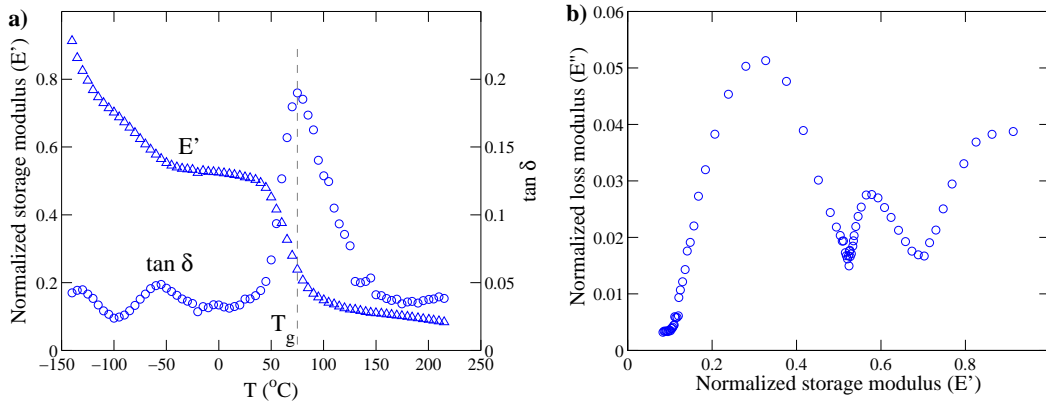 a)
Normalized storage modulus (E')
0.8
0.6
0.4
0.2
0
0.2
0.15
0.1
0.05
0
tan δ
E'
tan δ
T_g
−150 −100 −50 0 50 100 150 200 250
T (°C)
b)
Normalized loss modulus (E'')
0.06
0.05
0.04
0.03
0.02
0.01
0
0.2 0.4 0.6 0.8
Normalized storage modulus (E')